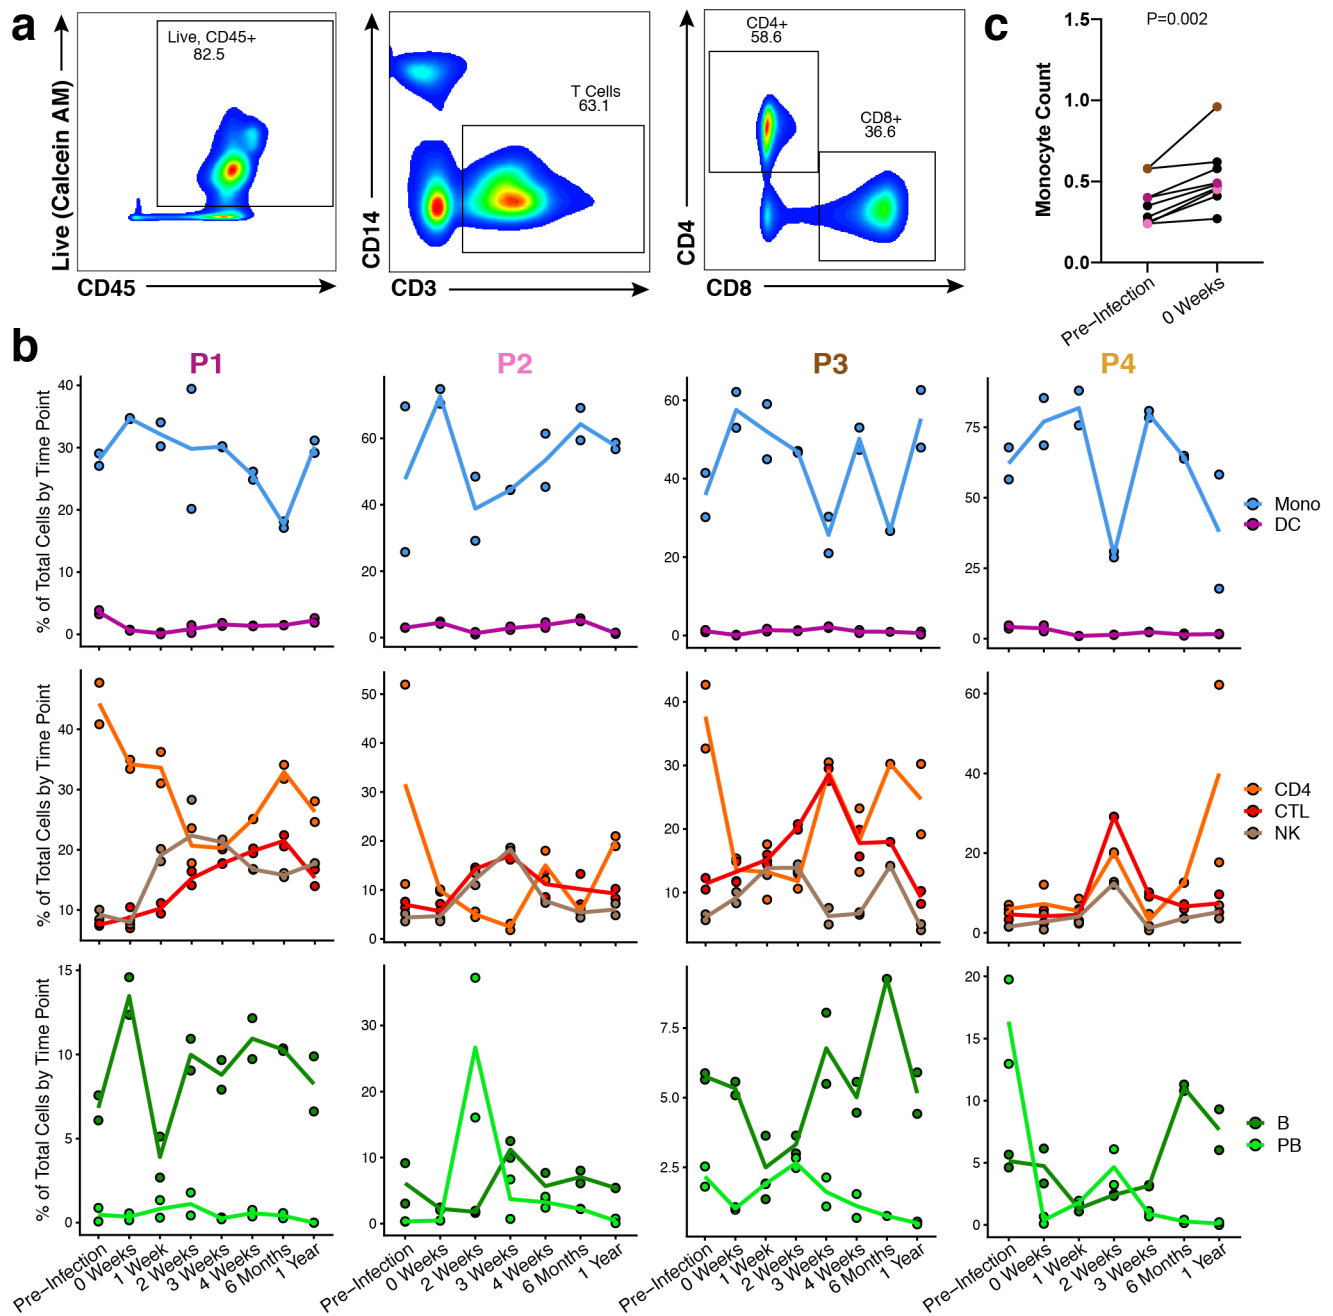 a
Live (Calcein AM)
Live, CD45+
82.5
CD45
CD14
T Cells
63.1
CD3
CD4
CD4+
58.6
CD8+
36.6
CD8
c
P=0.002
Monocyte Count
1.5
1.0
0.5
0.0
Pre-Infection
0 Weeks
b
P1
P2
P3
P4
% of Total Cells by Time Point
40
30
20
10
0
60
40
20
0
60
40
20
0
75
50
25
0
Mono
DC
% of Total Cells by Time Point
40
30
20
10
50
40
30
20
10
0
40
30
20
10
60
40
20
0
CD4
CTL
NK
% of Total Cells by Time Point
15
10
5
0
30
20
10
0
7.5
5.0
2.5
20
15
10
5
0
B
PB
Pre-Infection
0 Weeks
1 Week
2 Weeks
3 Weeks
4 Weeks
6 Months
1 Year
Pre-Infection
0 Weeks
2 Weeks
3 Weeks
4 Weeks
6 Months
1 Year
Pre-Infection
0 Weeks
1 Week
2 Weeks
3 Weeks
4 Weeks
6 Months
1 Year
Pre-Infection
0 Weeks
1 Week
2 Weeks
3 Weeks
6 Months
1 Year